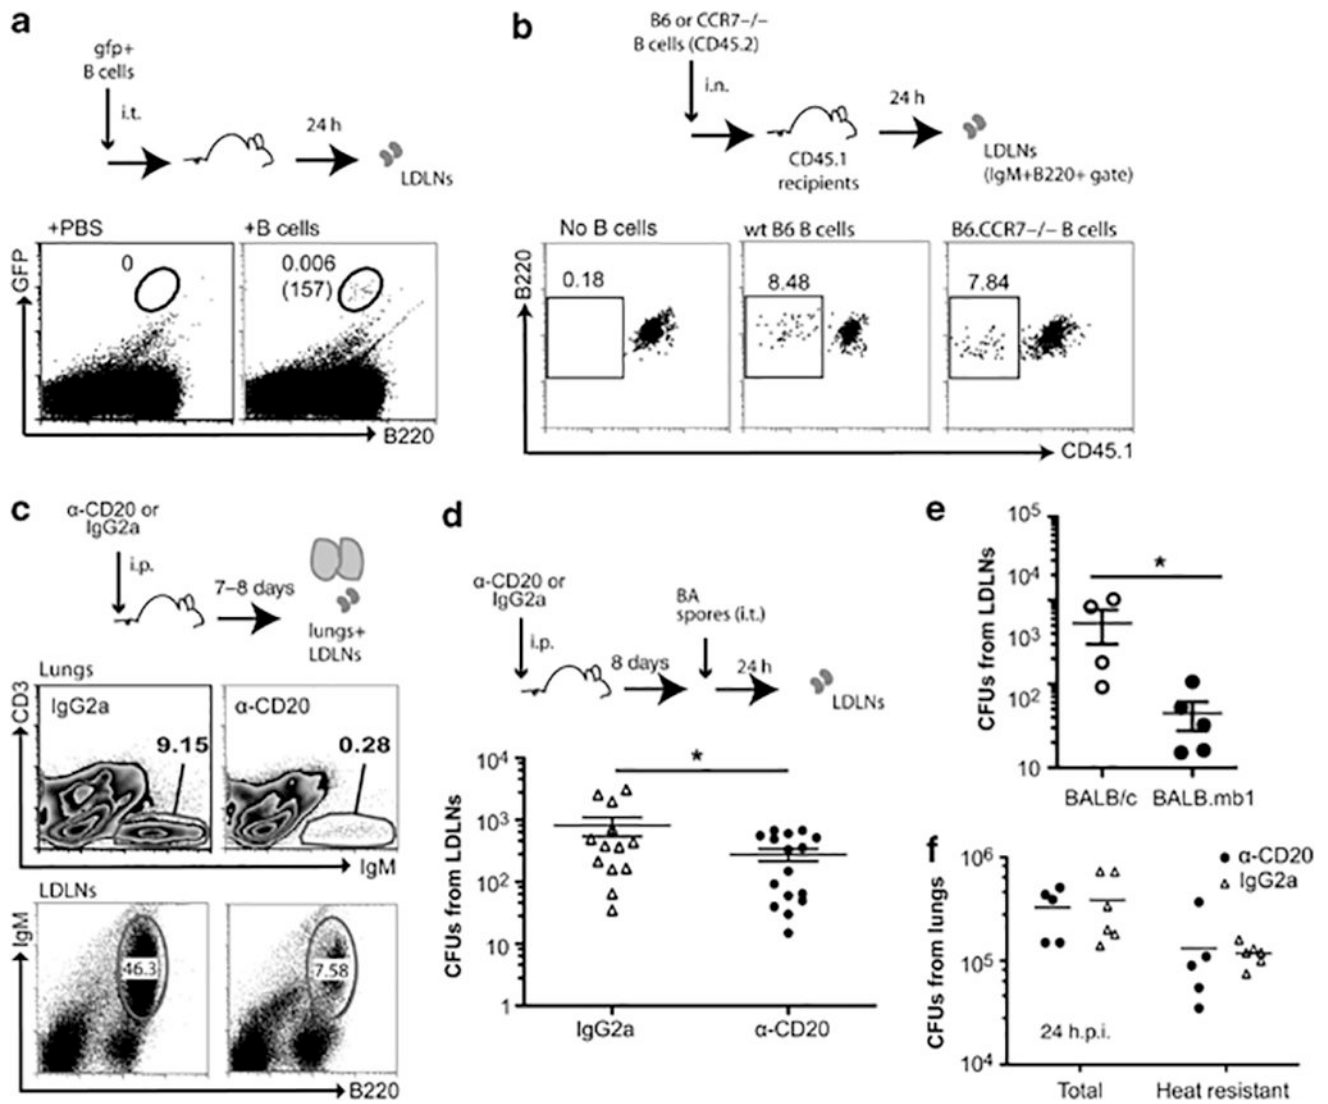 a
gfp+
B cells
i.t.
24 h
LDLNs
+PBS
+B cells
GFP
0
0.006
(157)
B220
b
B6 or CCR7−/−
B cells (CD45.2)
i.n.
24 h
CD45.1
recipients
LDLNs
(IgM+B220+ gate)
No B cells
wt B6 B cells
B6.CCR7−/− B cells
B220
0.18
8.48
7.84
CD45.1
c
α-CD20 or
IgG2a
i.p.
7–8 days
lungs+
LDLNs
Lungs
CD3
IgG2a
α-CD20
9.15
0.28
IgM
LDLNs
IgM
46.3
7.58
B220
d
α-CD20 or
IgG2a
i.p.
8 days
BA
spores (i.t.)
24 h
LDLNs
CFUs from LDLNs
10⁴
10³
10²
10
1
*
IgG2a
α-CD20
e
CFUs from LDLNs
10⁵
10⁴
10³
10²
10
*
BALB/c
BALB.mb1
f
CFUs from lungs
10⁶
10⁵
10⁴
α-CD20
IgG2a
24 h.p.i.
Total
Heat resistant